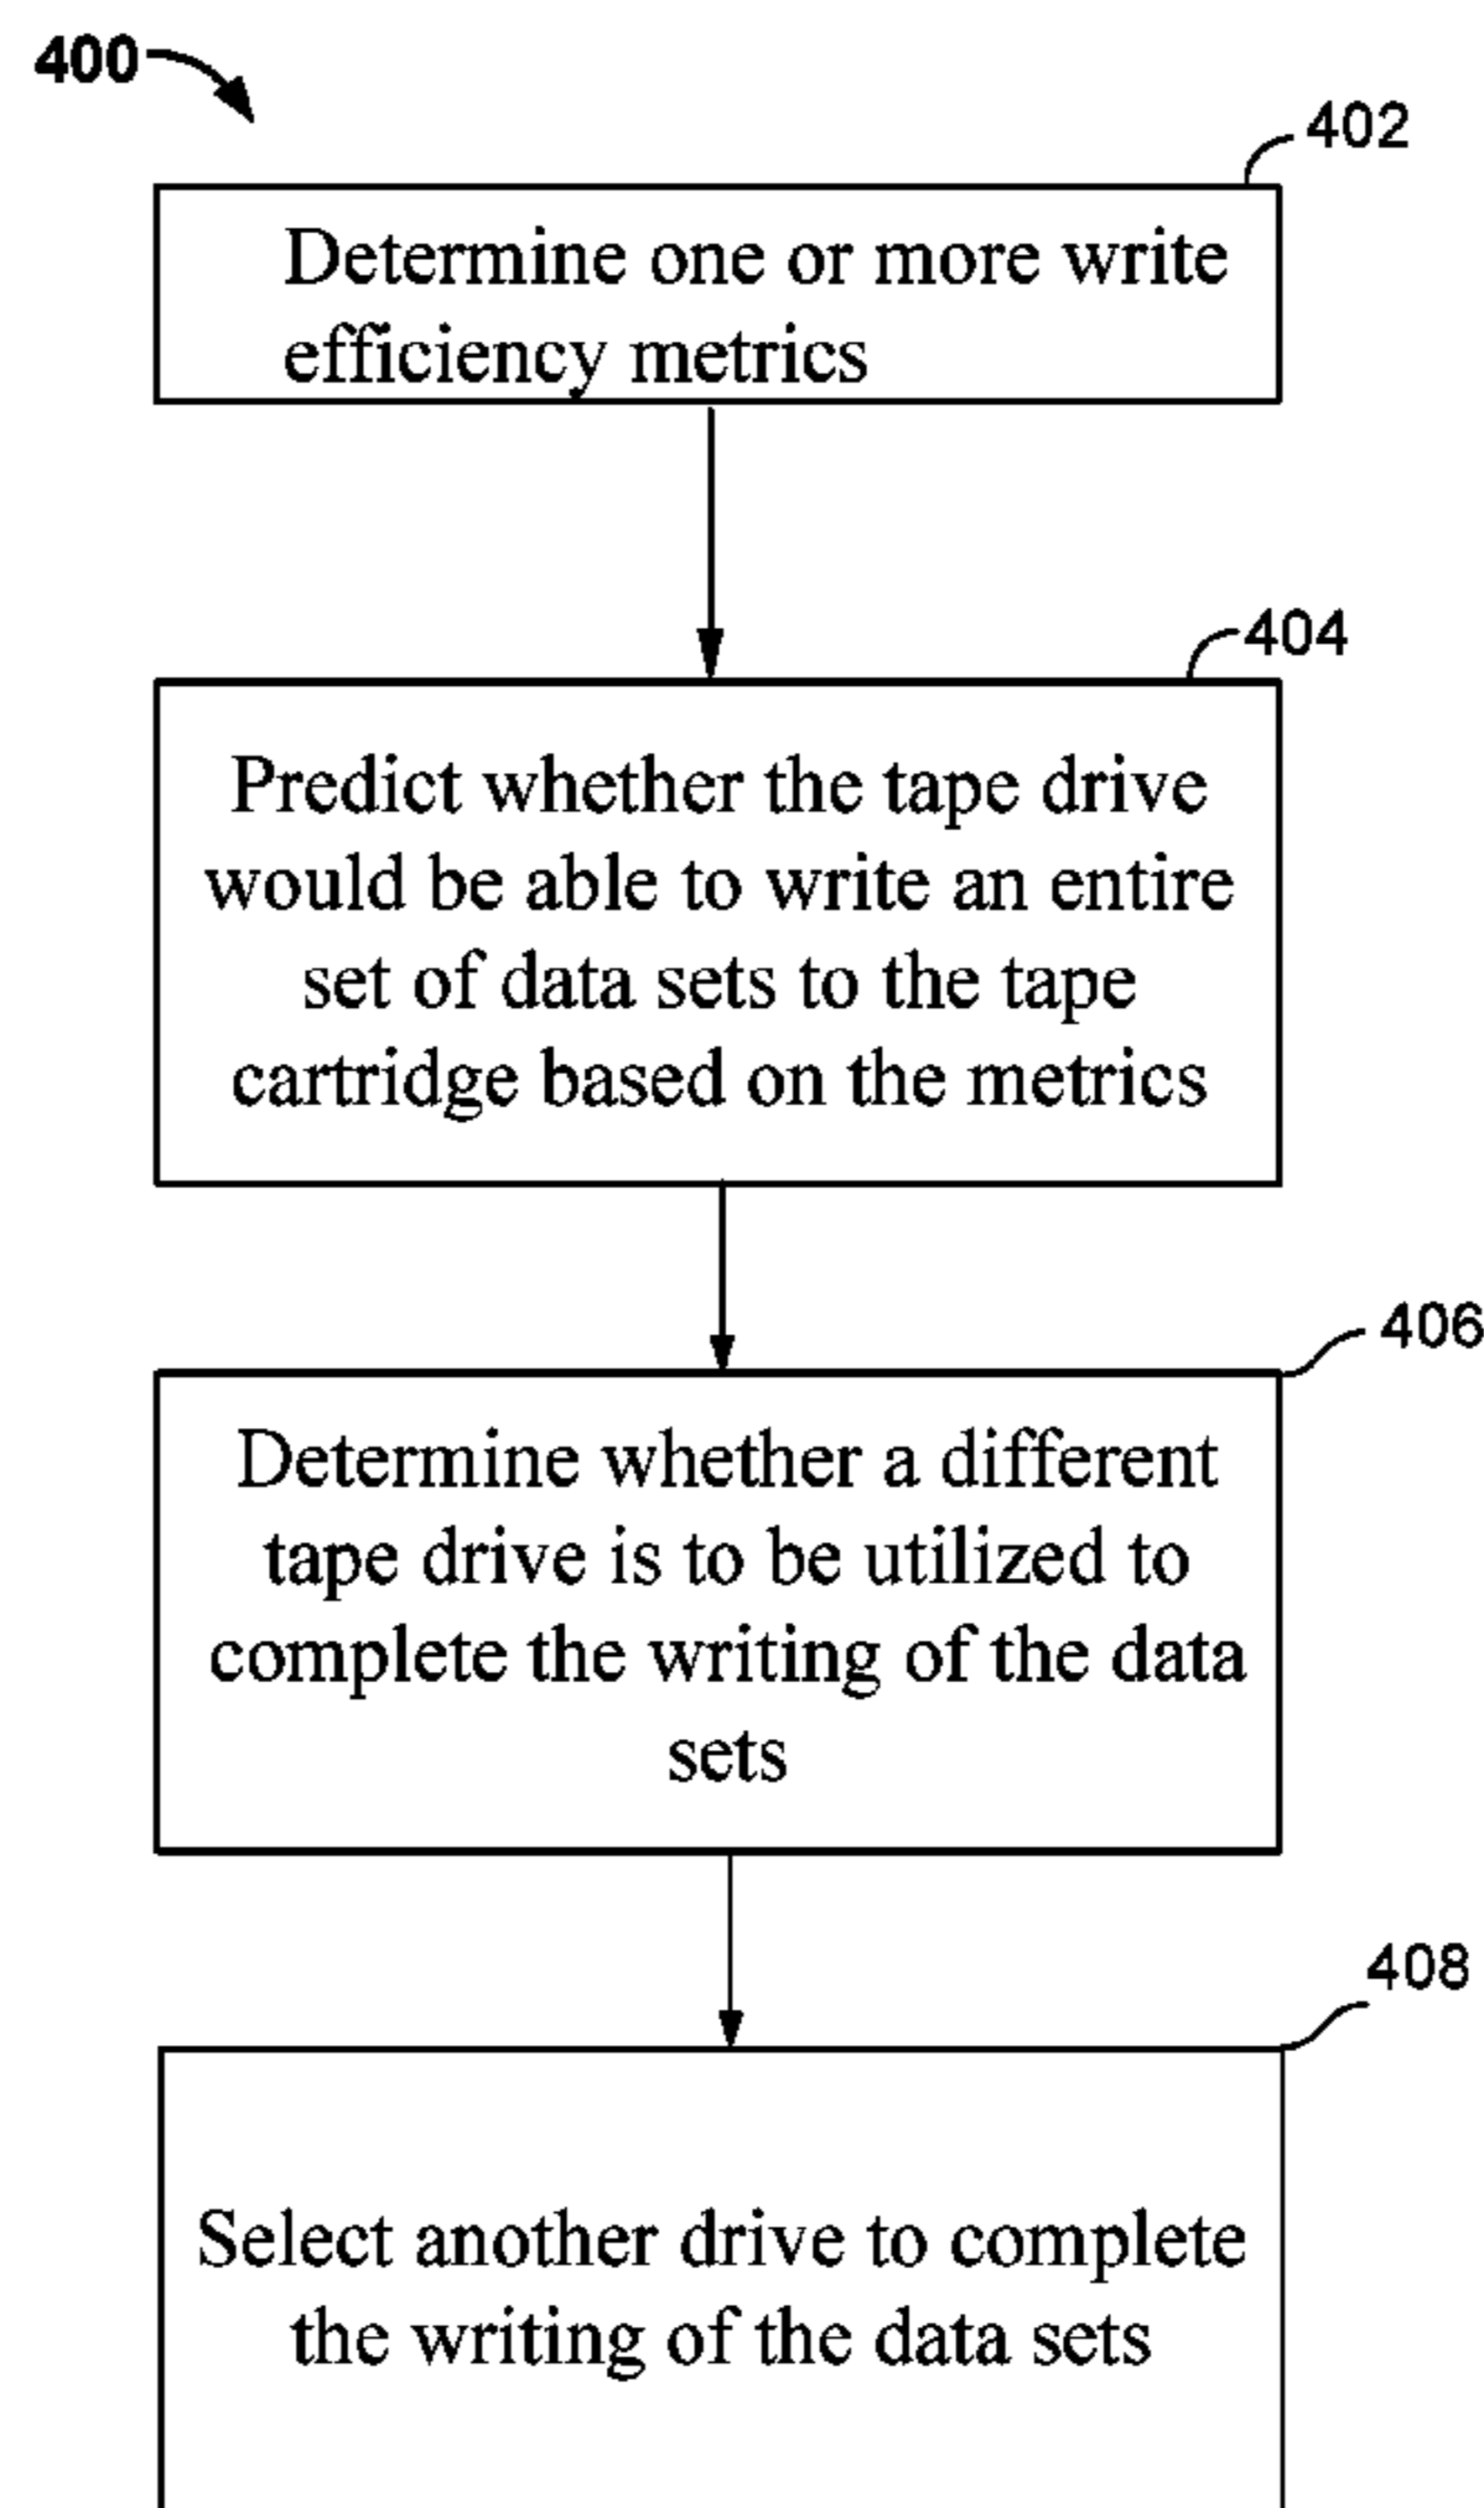 400
402
Determine one or more write
efficiency metrics
404
Predict whether the tape drive
would be able to write an entire
set of data sets to the tape
cartridge based on the metrics
406
Determine whether a different
tape drive is to be utilized to
complete the writing of the data
sets
408
Select another drive to complete
the writing of the data sets